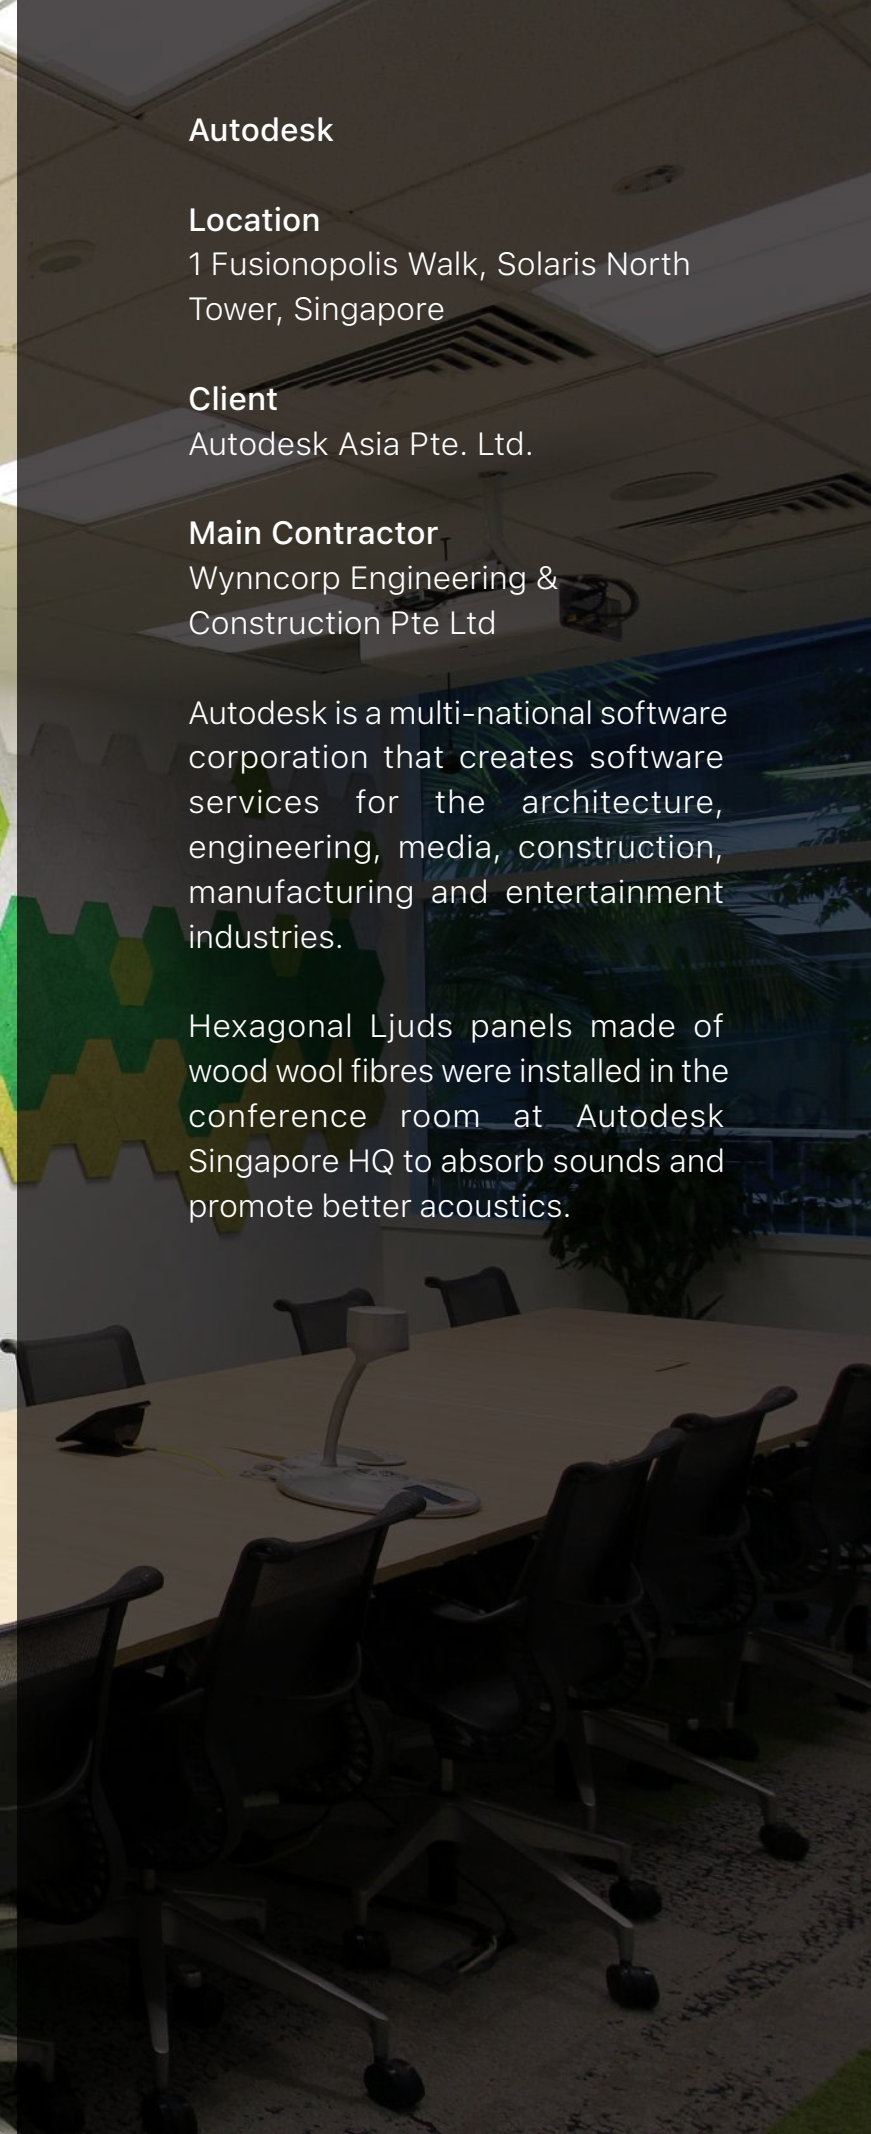 Autodesk
Location
1 Fusionopolis Walk, Solaris North
Tower, Singapore
Client
Autodesk Asia Pte. Ltd.
Main Contractor
Wynncorp Engineering &
Construction Pte Ltd
Autodesk is a multi-national software
corporation that creates software
services for the architecture,
engineering, media, construction,
manufacturing and entertainment
industries.
Hexagonal Ljuds panels made of
wood wool fibres were installed in the
conference room at Autodesk
Singapore HQ to absorb sounds and
promote better acoustics.